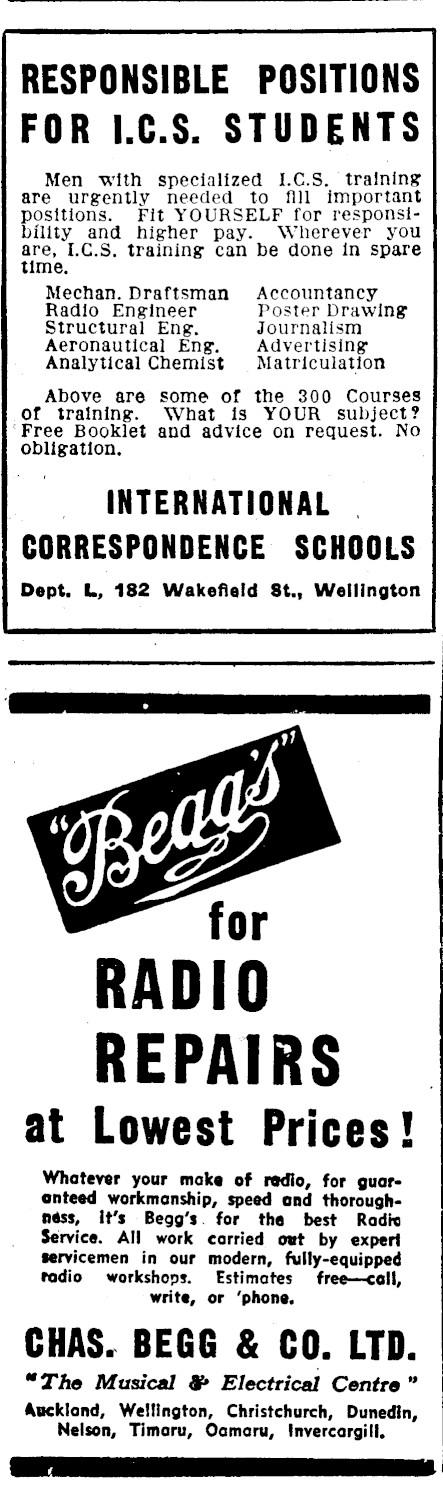 RESPONSIBLE POSITIONS
FOR I.C.S. STUDENTS
Men with specialized I.C.S. training
are urgently needed to fill important
positions. Fit YOURSELF for responsi-
bility and higher pay. Wherever you
are, I.C.S. training can be done in spare
time.
Mechan. Draftsman Accountancy
Radio Engineer Poster Drawing
Structural Eng. Journalism
Aeronautical Eng. Advertising
Analytical Chemist Matriculation
Above are some of the 300 Courses
of training. What is YOUR subject?
Free Booklet and advice on request. No
obligation.
INTERNATIONAL
CORRESPONDENCE SCHOOLS
Dept. L, 182 Wakefield St., Wellington
"Begg's"
for
RADIO
REPAIRS
at Lowest Prices!
Whatever your make of radio, for guar-
anteed workmanship, speed and thorough-
ness, it's Begg's for the best Radio
Service. All work carried out by expert
servicemen in our modern, fully-equipped
radio workshops. Estimates free—call,
write, or 'phone.
CHAS. BEGG & CO. LTD.
"The Musical & Electrical Centre"
Auckland, Wellington, Christchurch, Dunedin,
Nelson, Timaru, Oamaru, Invercargill.